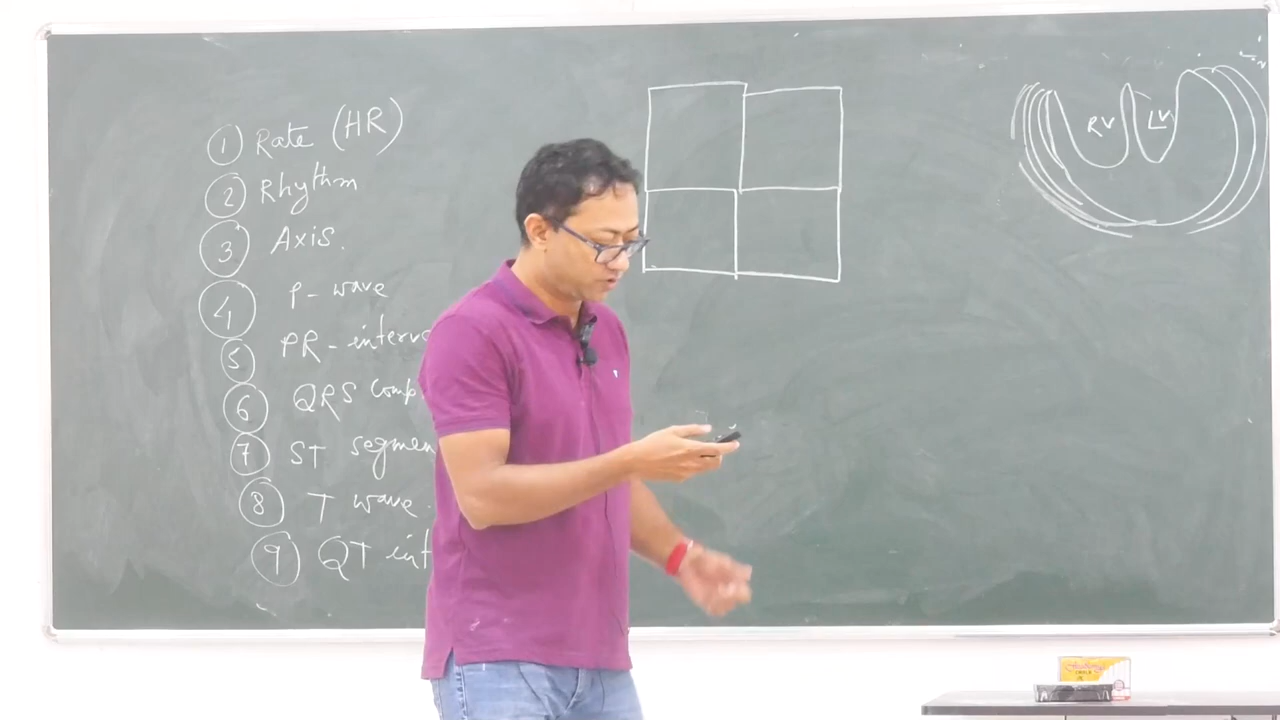 ① Rate (HR)
② Rhythm
③ Axis.
④ P-wave
⑤ PR-interv
⑥ QRS comp
⑦ ST segmen
⑧ T wave.
⑨ QT int
RV LV